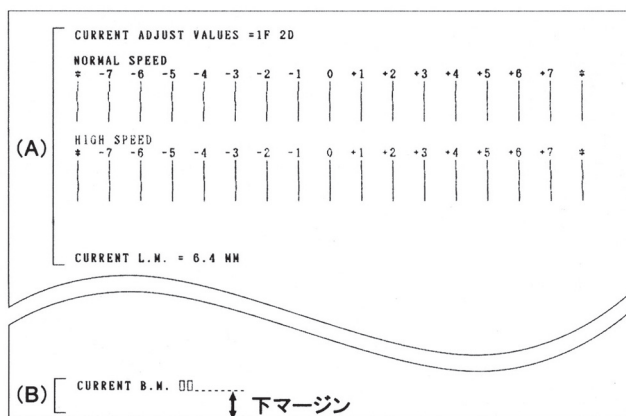 CURRENT ADJUST VALUES =1F 2D
NORMAL SPEED
* -7 -6 -5 -4 -3 -2 -1 0 +1 +2 +3 +4 +5 +6 +7 *
(A)
HIGH SPEED
* -7 -6 -5 -4 -3 -2 -1 0 +1 +2 +3 +4 +5 +6 +7 *
CURRENT L.M. = 6.4 MM
(B)
CURRENT B.M. 00.......
下マージン